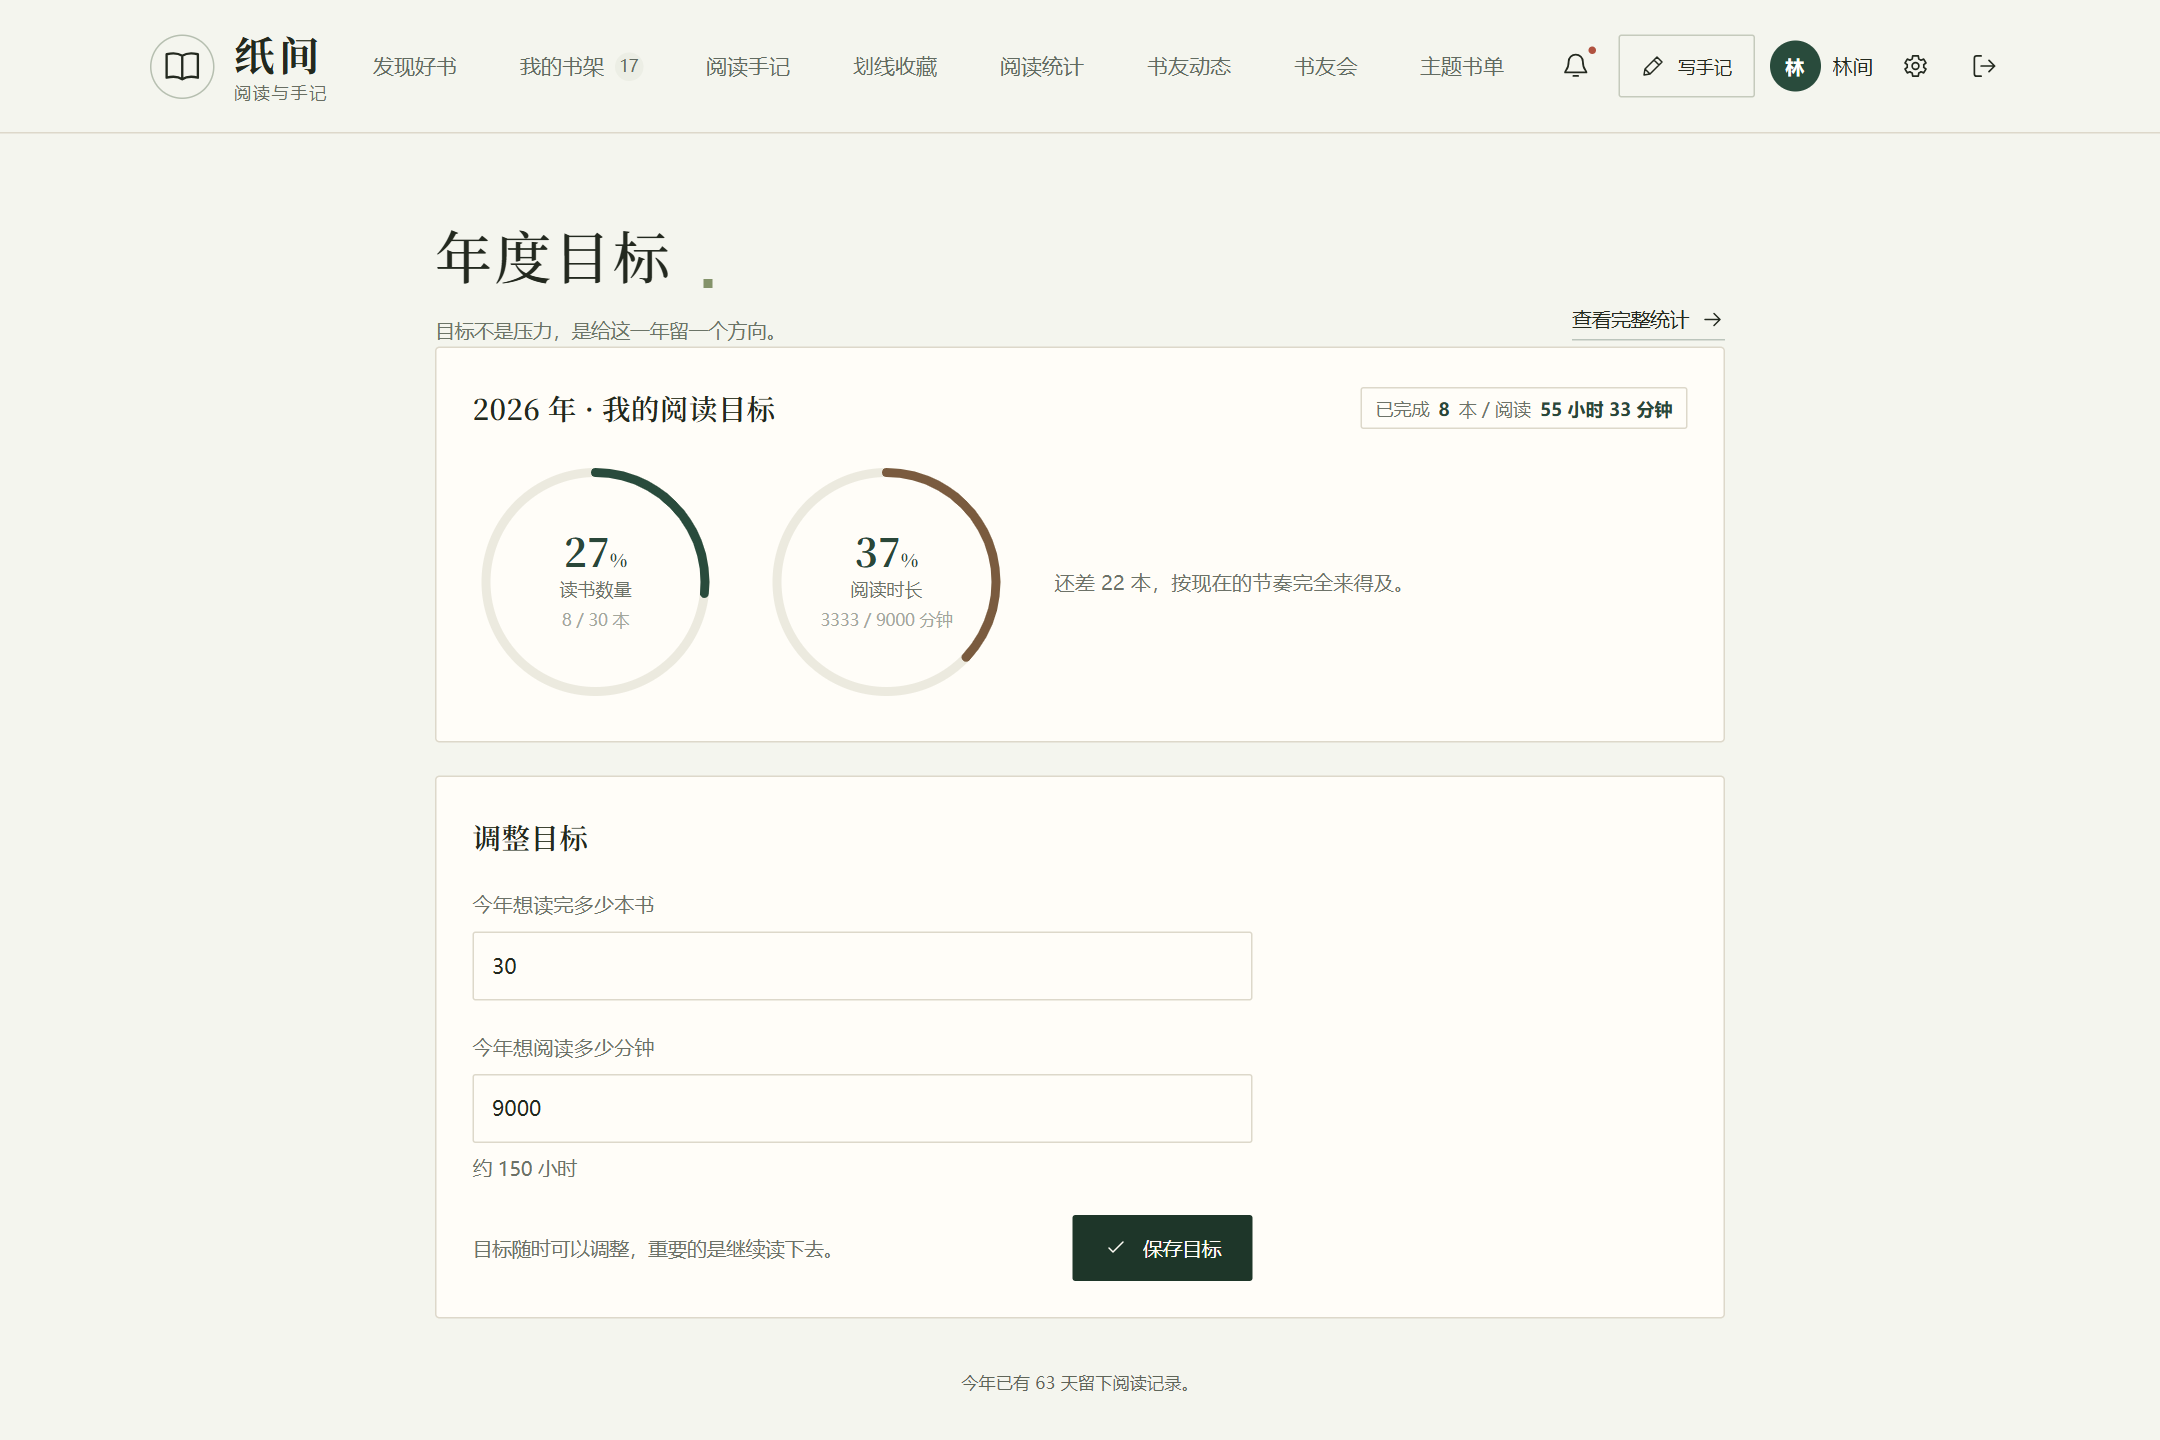 纸间
阅读与手记
发现好书
我的书架 17
阅读手记
划线收藏
阅读统计
书友动态
书友会
主题书单
写手记
林
林间
年度目标
目标不是压力，是给这一年留一个方向。
查看完整统计 →
2026 年 · 我的阅读目标
已完成 8 本 / 阅读 55 小时 33 分钟
27%
读书数量
8 / 30 本
37%
阅读时长
3333 / 9000 分钟
还差 22 本，按现在的节奏完全来得及。
调整目标
今年想读完多少本书
30
今年想阅读多少分钟
9000
约 150 小时
目标随时可以调整，重要的是继续读下去。
保存目标
今年已有 63 天留下阅读记录。